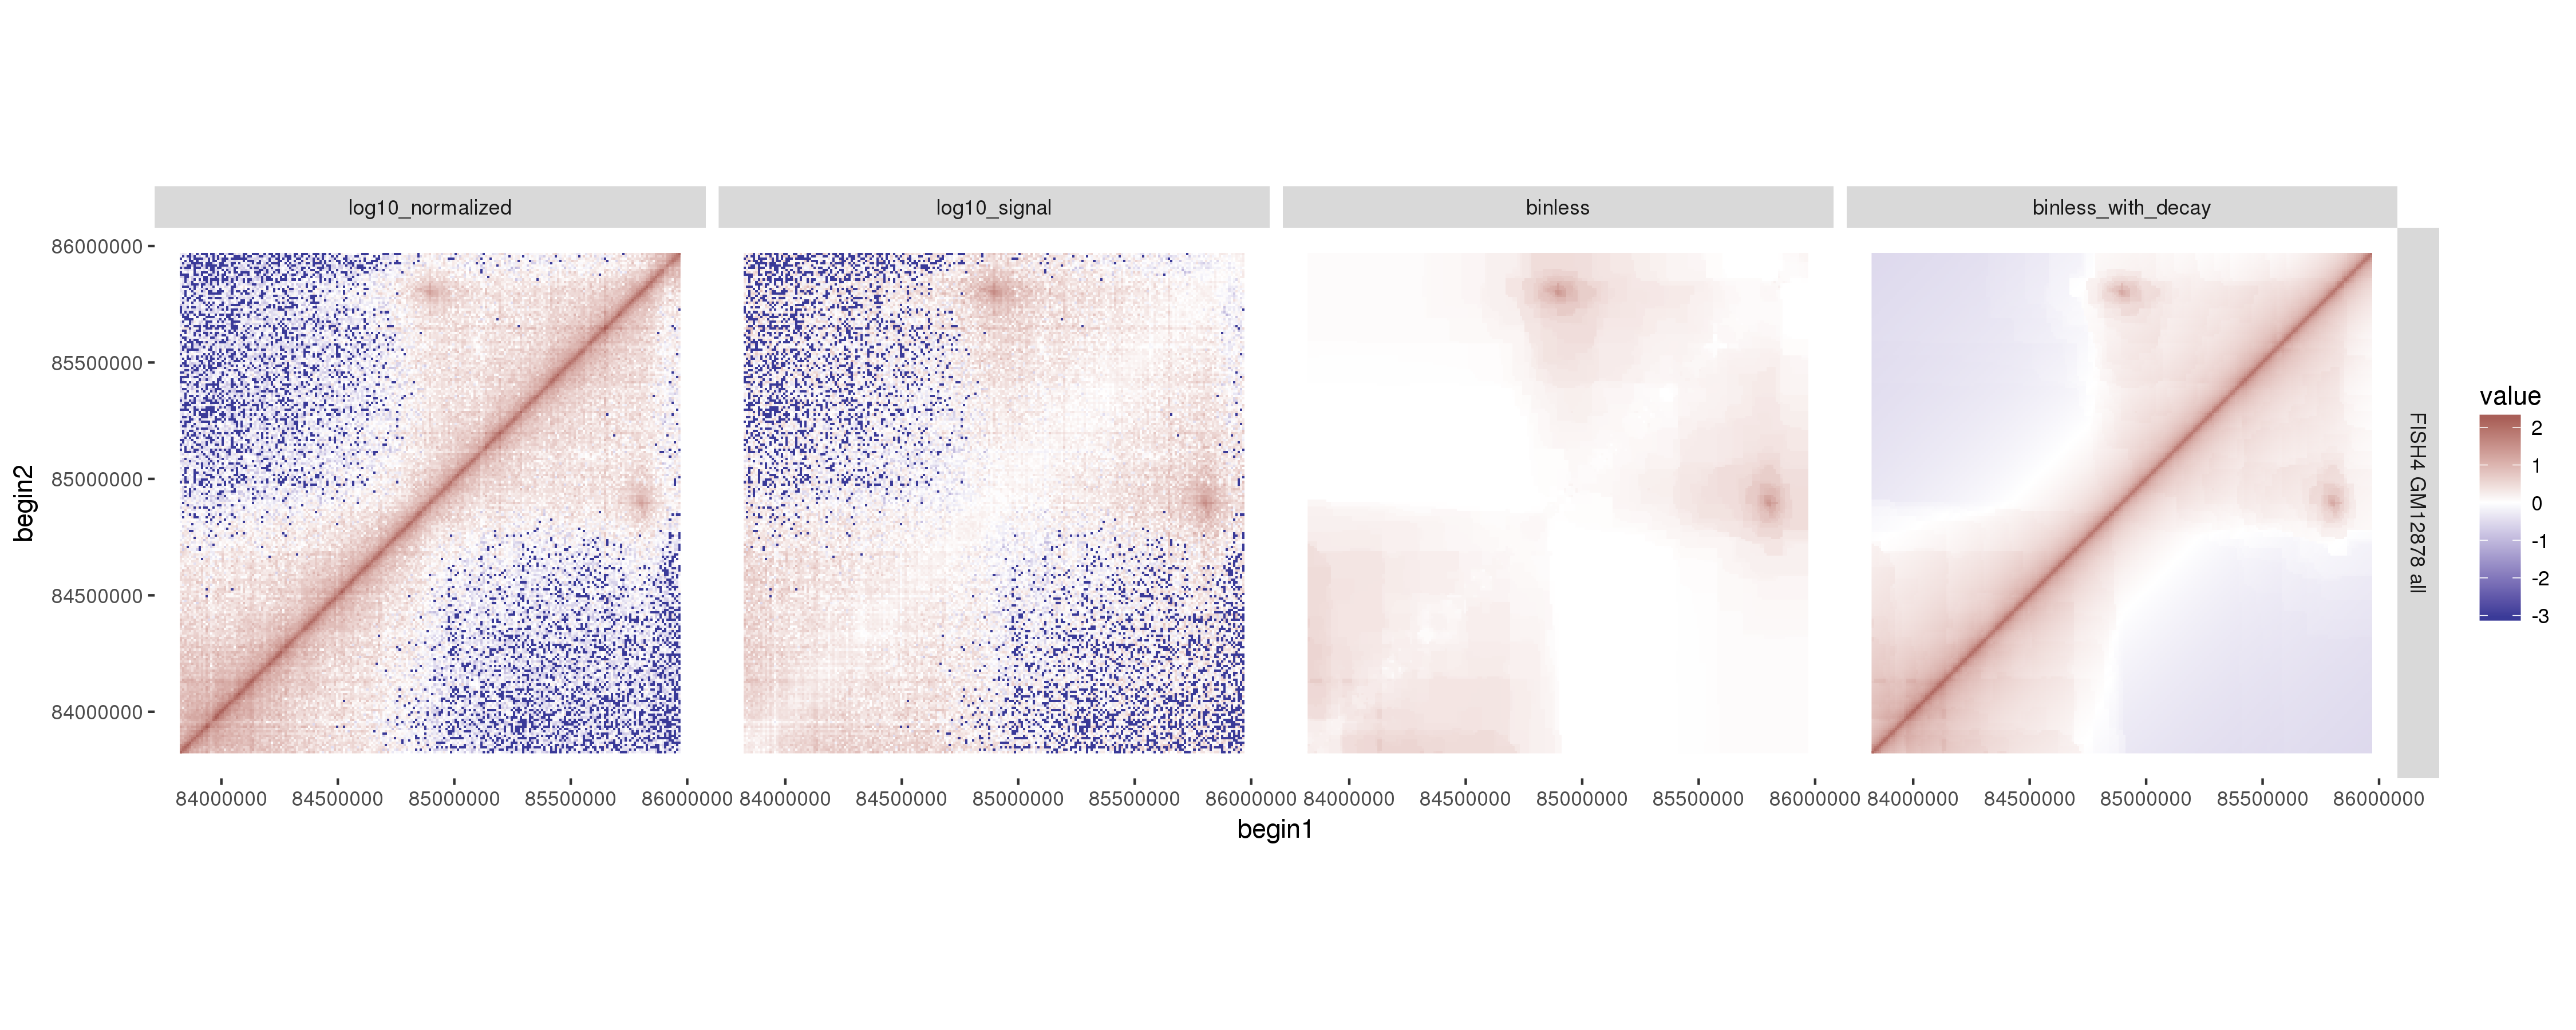 log10_normalized
log10_signal
binless
binless_with_decay
86000000
85500000
85000000
84500000
84000000
begin2
84000000 84500000 85000000 85500000 86000000
84000000 84500000 85000000 85500000 86000000
84000000 84500000 85000000 85500000 86000000
84000000 84500000 85000000 85500000 86000000
begin1
FISH4 GM12878 all
value
2
1
0
-1
-2
-3